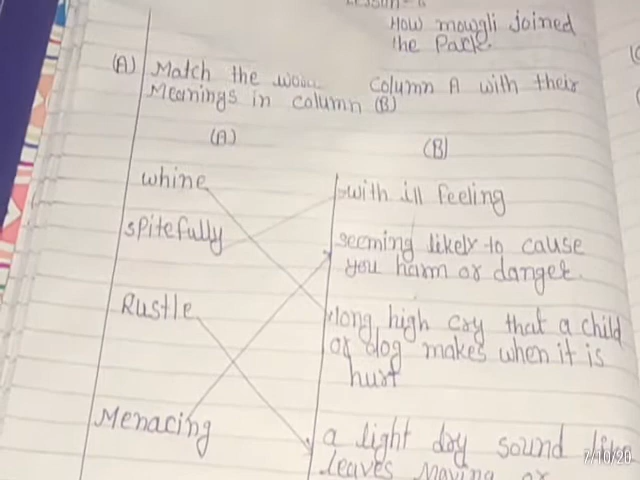 How mowgli joined
the Pack.
(A) Match the column A with their
Meanings in column (B)
(A)
(B)
whine
with ill feeling
spitefully
seeming likely to cause
you harm or danger.
Rustle
long, high cry that a child
or dog makes when it is
hurt
Menacing
a light dry sound like
leaves moving or
7/10/20